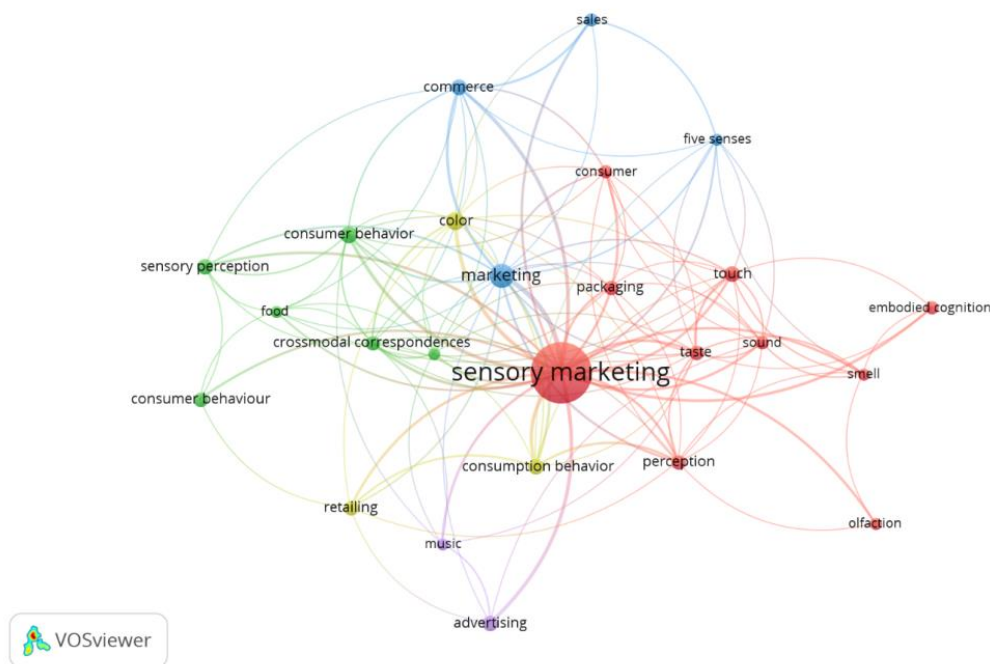 sales
commerce
five senses
consumer
color
consumer behavior
sensory perception
marketing
touch
packaging
embodied cognition
food
crossmodal correspondences
sound
taste
sensory marketing
smell
consumer behaviour
consumption behavior
perception
retailing
olfaction
music
advertising
VOSviewer